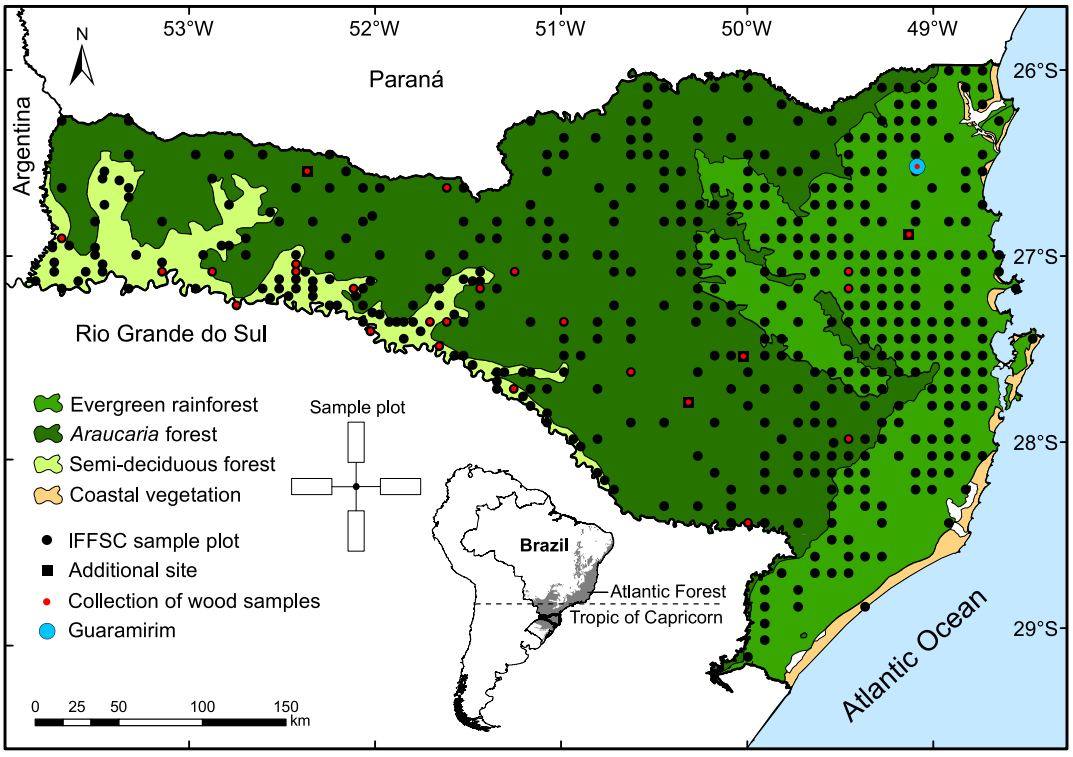 53°W 52°W 51°W 50°W 49°W
N
Paraná
26°S
Argentina
27°S
Rio Grande do Sul
Evergreen rainforest
Araucaria forest
Semi-deciduous forest
Coastal vegetation
Sample plot
28°S
IFFSC sample plot
Additional site
Collection of wood samples
Guaramirim
Brazil
Atlantic Forest
Tropic of Capricorn
29°S
Atlantic Ocean
0 25 50 100 150
km